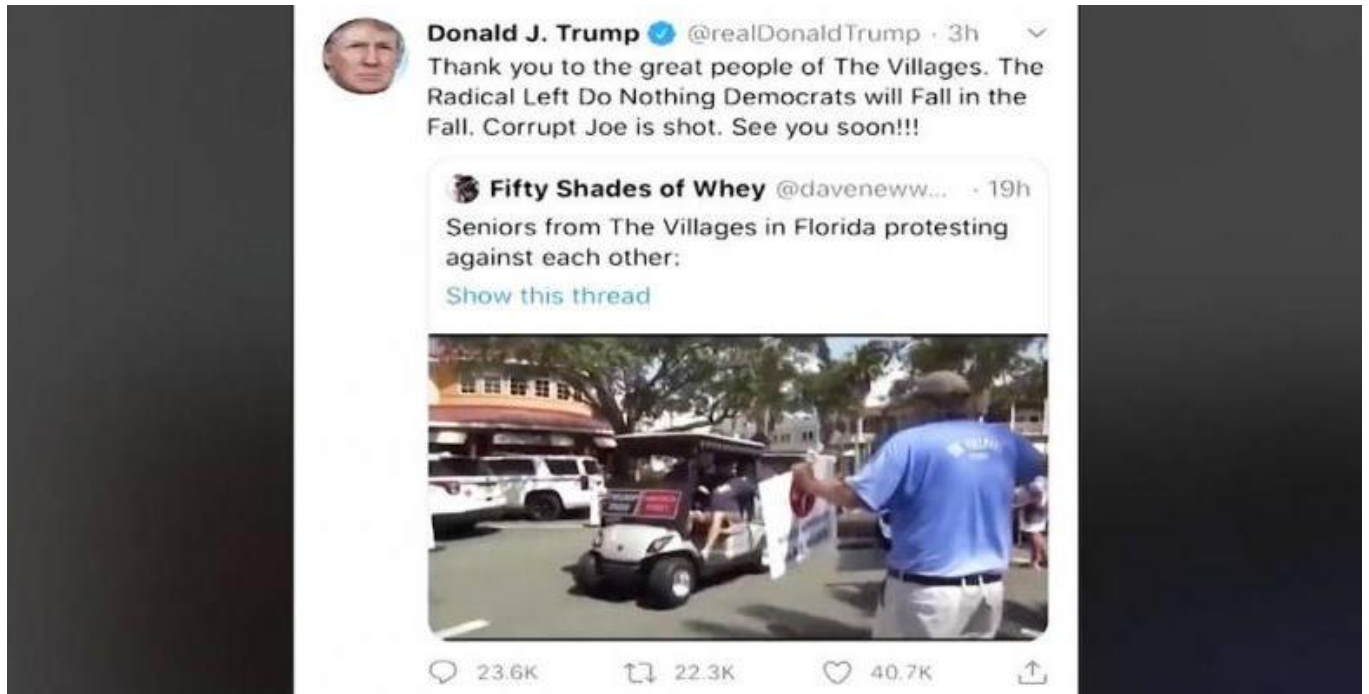 Donald J. Trump @realDonaldTrump · 3h
Thank you to the great people of The Villages. The
Radical Left Do Nothing Democrats will Fall in the
Fall. Corrupt Joe is shot. See you soon!!!
Fifty Shades of Whey @daveneww... · 19h
Seniors from The Villages in Florida protesting
against each other:
Show this thread
23.6K 22.3K 40.7K